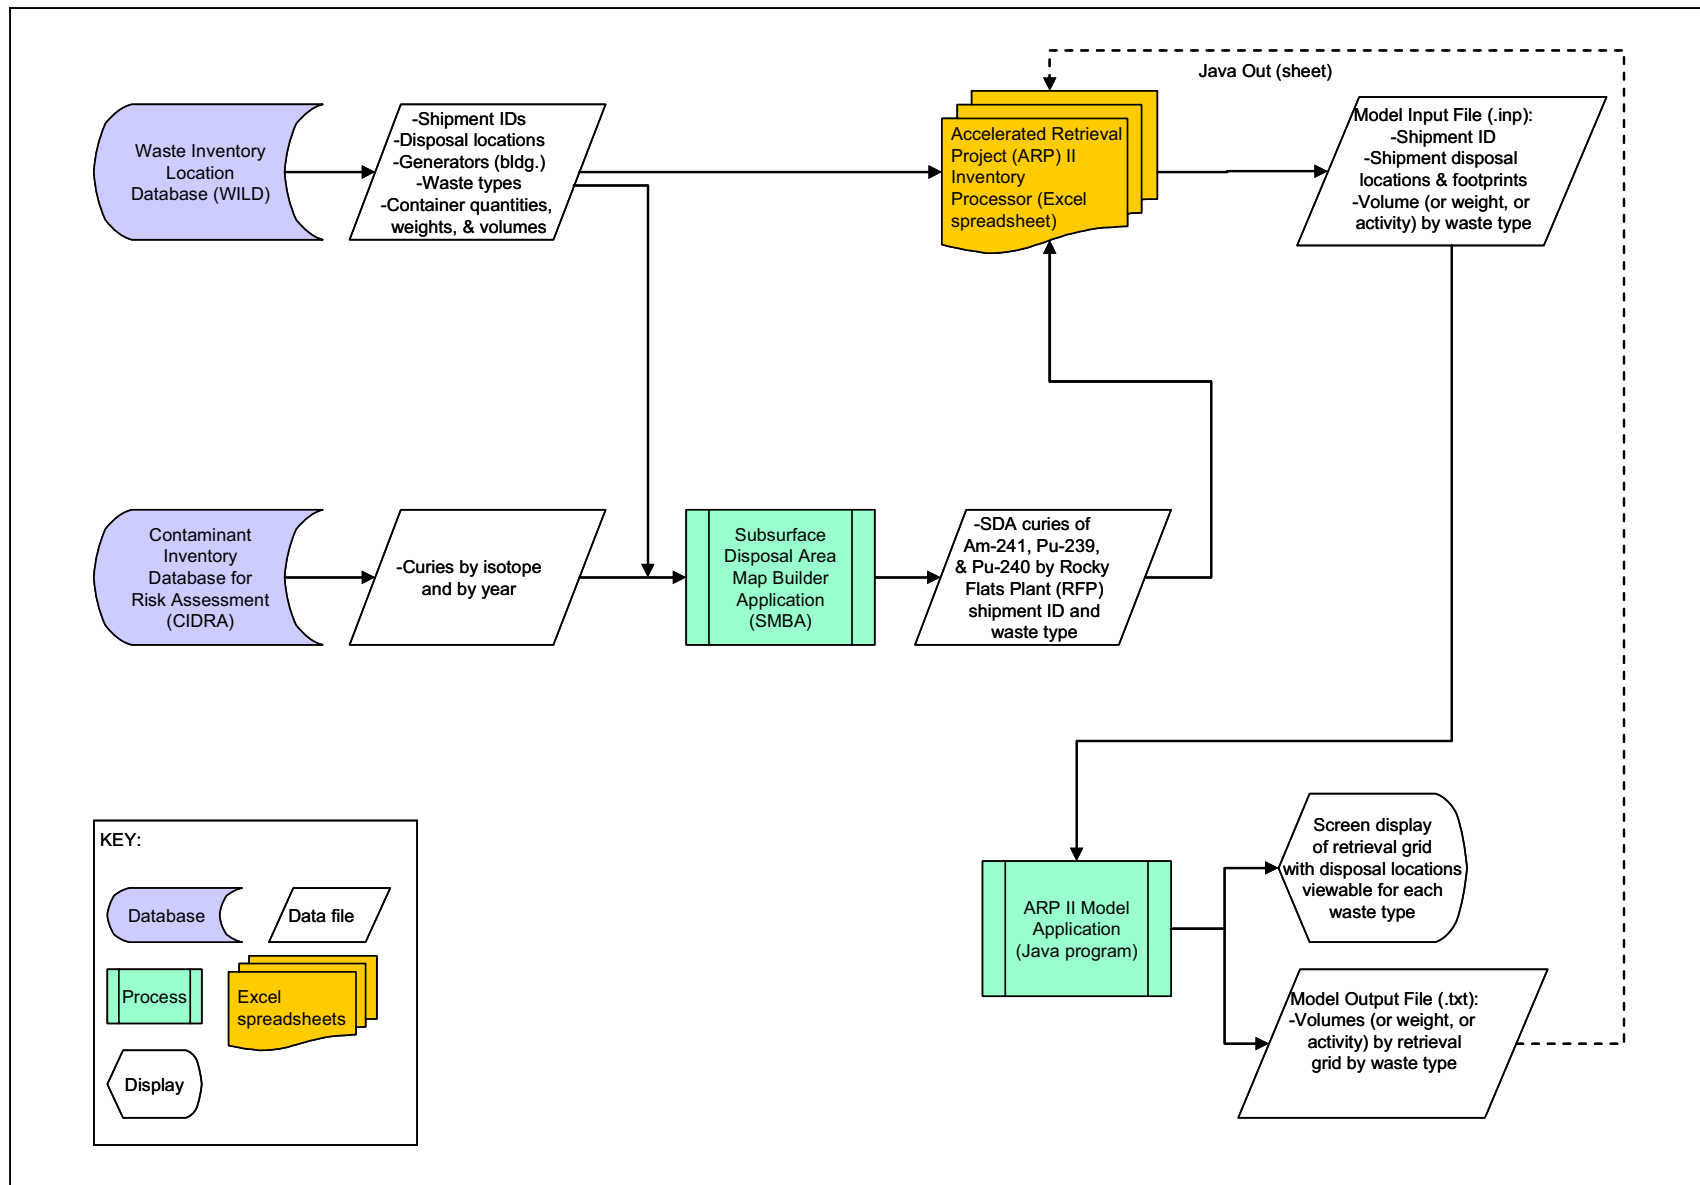 Java Out (sheet)
Waste Inventory
Location
Database (WILD)
-Shipment IDs
-Disposal locations
-Generators (bldg.)
-Waste types
-Container quantities,
weights, & volumes
Accelerated Retrieval
Project (ARP) II
Inventory
Processor (Excel
spreadsheet)
Model Input File (.inp):
-Shipment ID
-Shipment disposal
locations & footprints
-Volume (or weight, or
activity) by waste type
Contaminant
Inventory
Database for
Risk Assessment
(CIDRA)
-Curies by isotope
and by year
Subsurface
Disposal Area
Map Builder
Application
(SMBA)
-SDA curies of
Am-241, Pu-239,
& Pu-240 by Rocky
Flats Plant (RFP)
shipment ID and
waste type
ARP II Model
Application
(Java program)
Screen display
of retrieval grid
with disposal locations
viewable for each
waste type
Model Output File (.txt):
-Volumes (or weight, or
activity) by retrieval
grid by waste type
KEY:
Database
Data file
Process
Excel
spreadsheets
Display